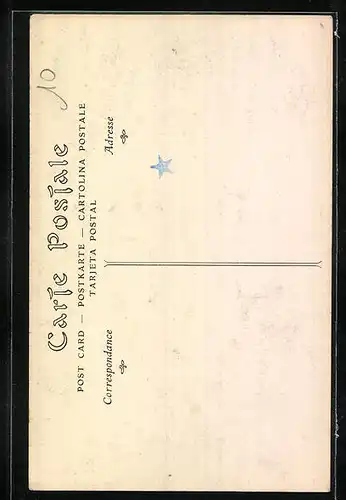 10
Carte Postale
POST CARD — POSTKARTE — CARTOLINA POSTALE
TARJETA POSTAL
Correspondance
Adresse